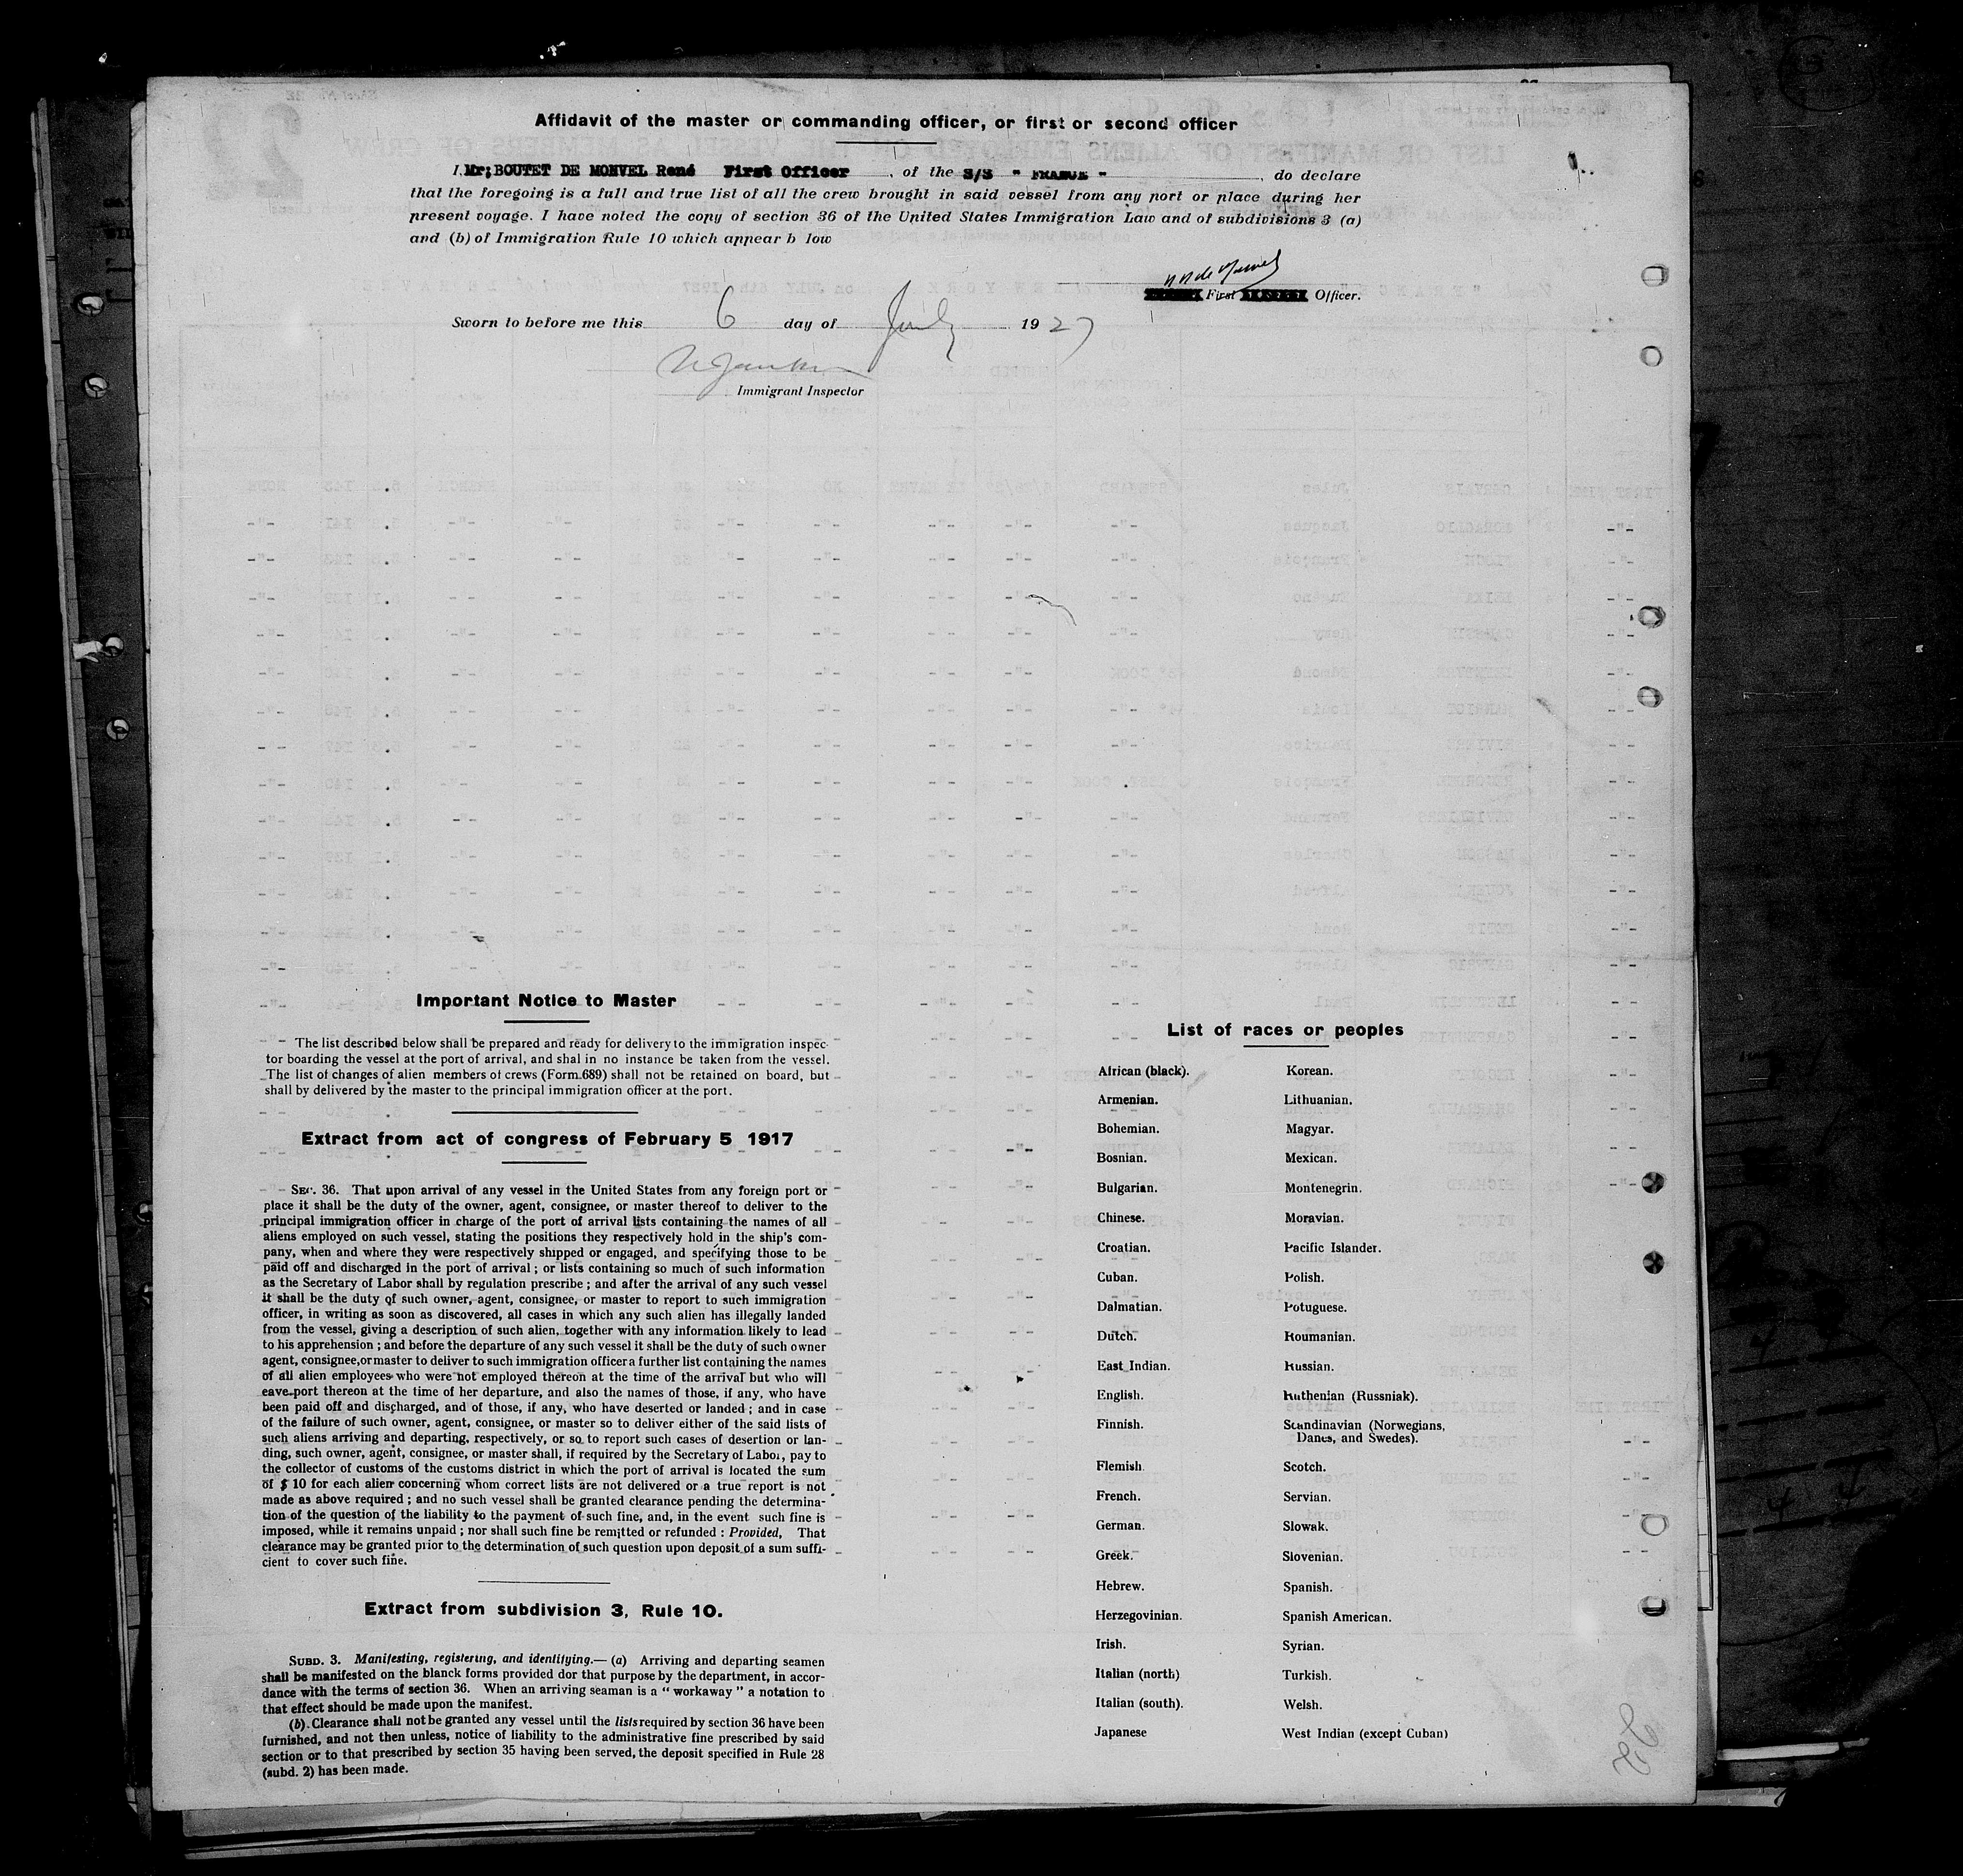 Affidavit of the master or commanding officer, or first or second officer
I, Mr; BOUTET DE MONVEL René First Officer , of the S/S " FRANCE " , do declare
that the foregoing is a full and true list of all the crew brought in said vessel from any port or place during her
present voyage. I have noted the copy of section 36 of the United States Immigration Law and of subdivisions 3 (a)
and (b) of Immigration Rule 10 which appear b low
First Officer.
Sworn to before me this 6 day of July 1927
Immigrant Inspector
Important Notice to Master
The list described below shall be prepared and ready for delivery to the immigration inspec-
tor boarding the vessel at the port of arrival, and shal in no instance be taken from the vessel.
The list of changes of alien members of crews (Form 689) shall not be retained on board, but
shall by delivered by the master to the principal immigration officer at the port.
Extract from act of congress of February 5 1917
SEC. 36. That upon arrival of any vessel in the United States from any foreign port or
place it shall be the duty of the owner, agent, consignee, or master thereof to deliver to the
principal immigration officer in charge of the port of arrival lists containing the names of all
aliens employed on such vessel, stating the positions they respectively hold in the ship's com-
pany, when and where they were respectively shipped or engaged, and specifying those to be
paid off and discharged in the port of arrival ; or lists containing so much of such information
as the Secretary of Labor shall by regulation prescribe ; and after the arrival of any such vessel
it shall be the duty of such owner, agent, consignee, or master to report to such immigration
officer, in writing as soon as discovered, all cases in which any such alien has illegally landed
from the vessel, giving a description of such alien, together with any information likely to lead
to his apprehension ; and before the departure of any such vessel it shall be the duty of such owner
agent, consignee,or master to deliver to such immigration officer a further list containing the names
of all alien employees who were not employed thereon at the time of the arrival but who will
eave port thereon at the time of her departure, and also the names of those, if any, who have
been paid off and discharged, and of those, if any, who have deserted or landed ; and in case
of the failure of such owner, agent, consignee, or master so to deliver either of the said lists of
such aliens arriving and departing, respectively, or so to report such cases of desertion or lan-
ding, such owner, agent, consignee, or master shall, if required by the Secretary of Labor, pay to
the collector of customs of the customs district in which the port of arrival is located the sum
of $ 10 for each alien concerning whom correct lists are not delivered or a true report is not
made as above required ; and no such vessel shall be granted clearance pending the determina-
tion of the question of the liability to the payment of such fine, and, in the event such fine is
imposed, while it remains unpaid ; nor shall such fine be remitted or refunded : Provided, That
clearance may be granted prior to the determination of such question upon deposit of a sum suffi-
cient to cover such fine.
Extract from subdivision 3, Rule 10.
SUBD. 3. Manifesting, registering, and identifying.— (a) Arriving and departing seamen
shall be manifested on the blanck forms provided dor that purpose by the department, in accor-
dance with the terms of section 36. When an arriving seaman is a " workaway " a notation to
that effect should be made upon the manifest.
(b). Clearance shall not be granted any vessel until the lists required by section 36 have been
furnished, and not then unless, notice of liability to the administrative fine prescribed by said
section or to that prescribed by section 35 having been served, the deposit specified in Rule 28
(subd. 2) has been made.
List of races or peoples
African (black). Korean.
Armenian. Lithuanian.
Bohemian. Magyar.
Bosnian. Mexican.
Bulgarian. Montenegrin.
Chinese. Moravian.
Croatian. Pacific Islander.
Cuban. Polish.
Dalmatian. Potuguese.
Dutch. Roumanian.
East Indian. Russian.
English. Ruthenian (Russniak).
Finnish. Scandinavian (Norwegians,
Danes, and Swedes).
Flemish. Scotch.
French. Servian.
German. Slowak.
Greek. Slovenian.
Hebrew. Spanish.
Herzegovinian. Spanish American.
Irish. Syrian.
Italian (north) Turkish.
Italian (south). Welsh.
Japanese West Indian (except Cuban)